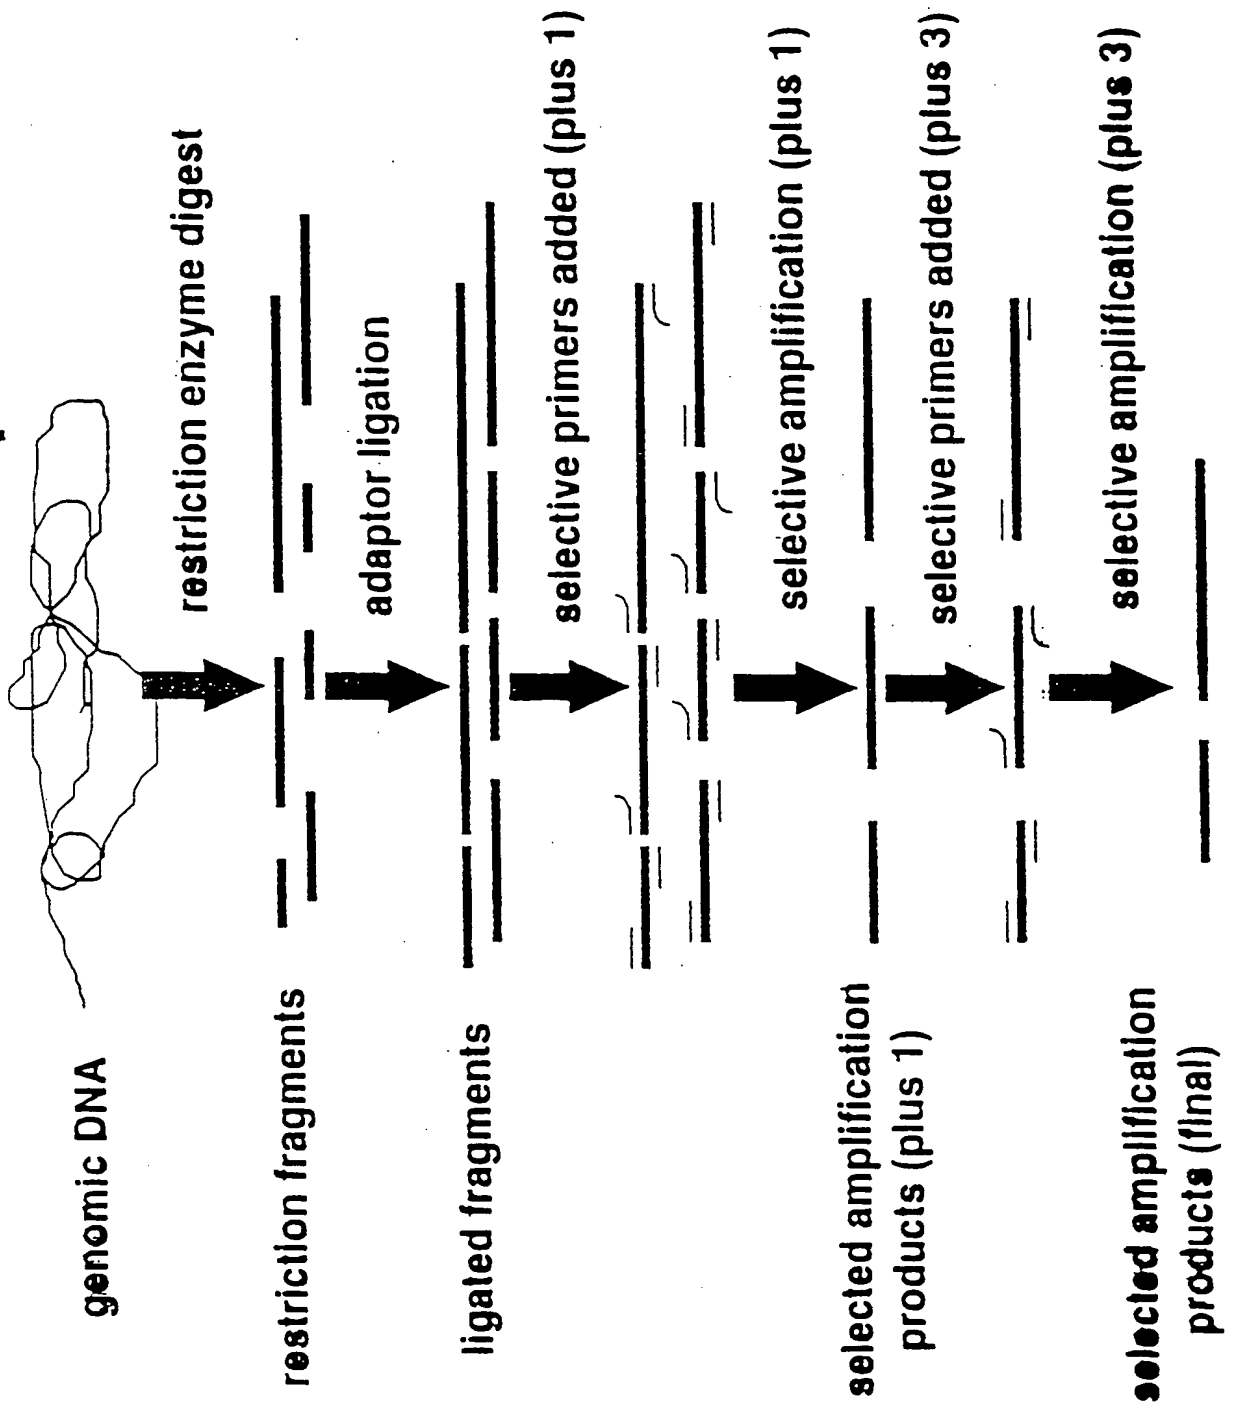 genomic DNA
restriction enzyme digest
restriction fragments
adaptor ligation
ligated fragments
selective primers added (plus 1)
selective amplification (plus 1)
selected amplification
products (plus 1)
selective primers added (plus 3)
selective amplification (plus 3)
selected amplification
products (final)